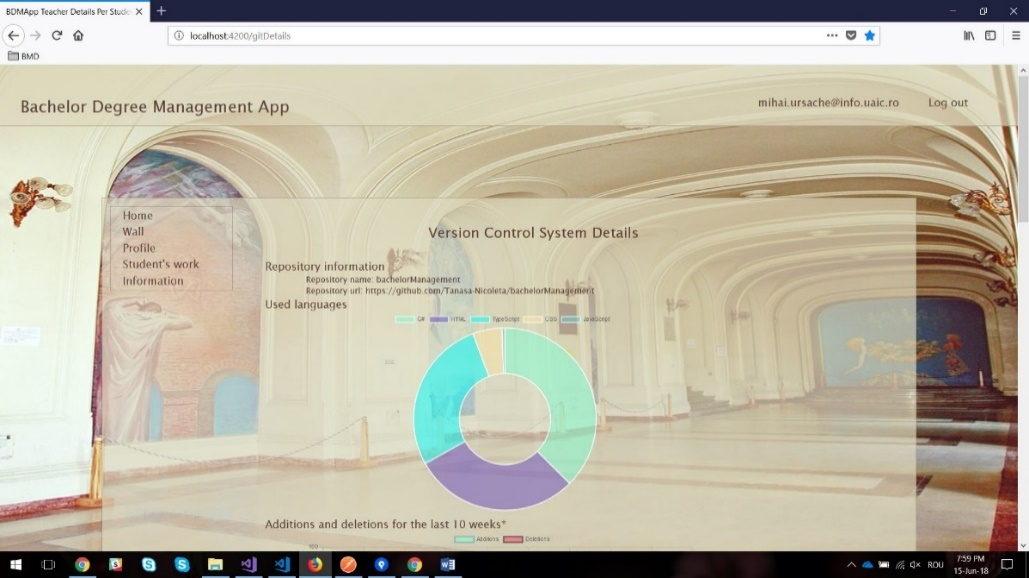 BDMApp Teacher Details Per Stude
localhost:4200/gitDetails
BMD
Bachelor Degree Management App
mihai.ursache@info.uaic.ro
Log out
Home
Wall
Profile
Student's work
Information
Version Control System Details
Repository information
Repository name: bachelorManagement
Repository url: https://github.com/Tanasa-Nicoleta/bachelorManagement
Used languages
C# HTML TypeScript CSS JavaScript
Additions and deletions for the last 10 weeks*
Additions Deletions
ROU
7:59 PM
15-Jun-18